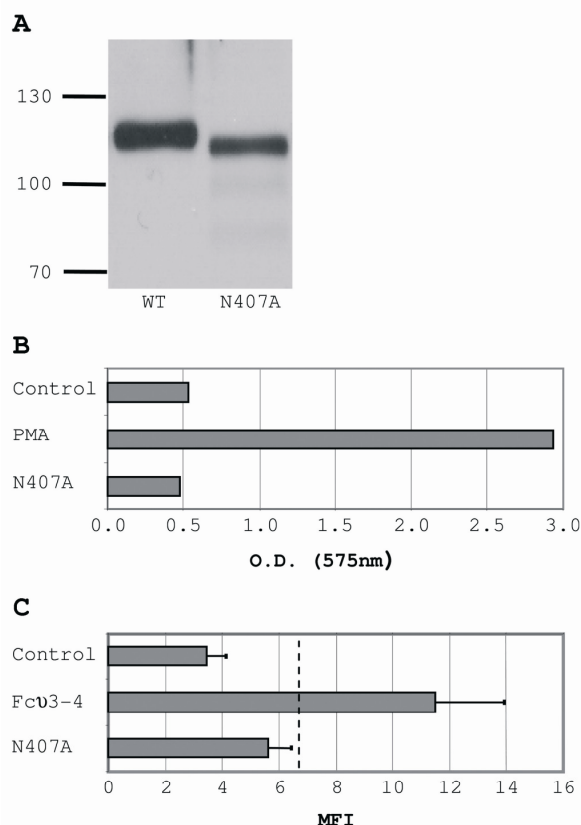 A
130
100
70
WT N407A
B
Control
PMA
N407A
0.0 0.5 1.0 1.5 2.0 2.5 3.0
O.D. (575nm)
C
Control
Fcυ3-4
N407A
0 2 4 6 8 10 12 14 16
MFI